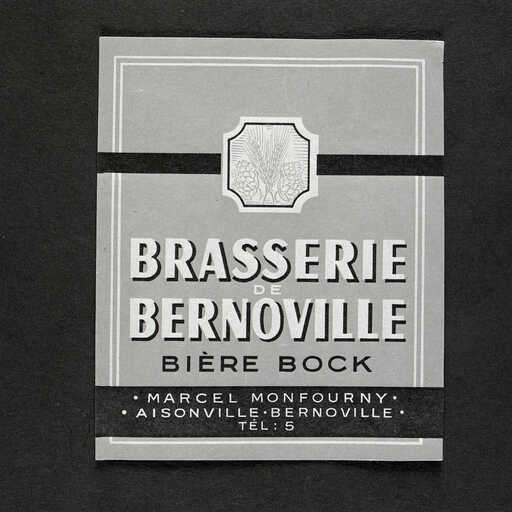 BRASSERIE
DE
BERNOVILLE
BIÈRE BOCK
· MARCEL MONFOURNY ·
· AISONVILLE · BERNOVILLE ·
TÉL : 5